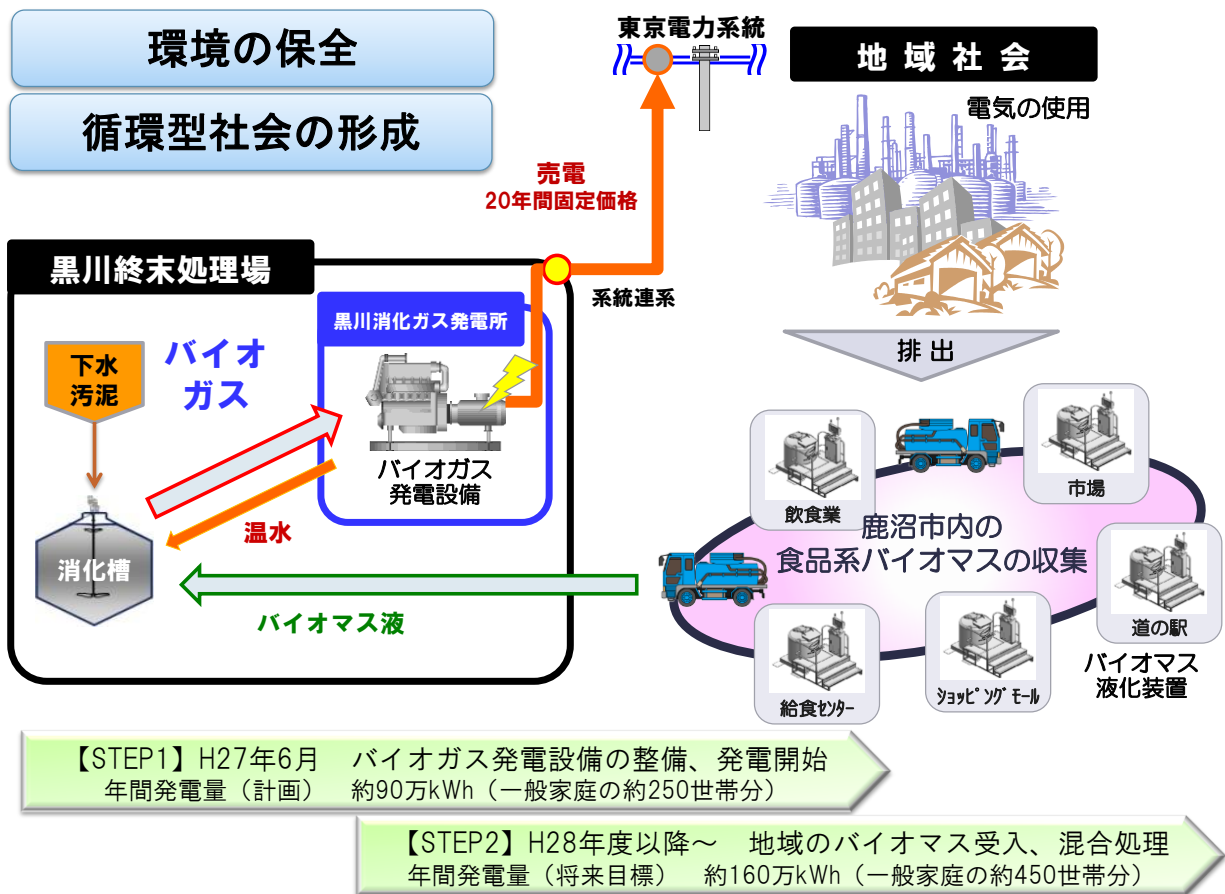 環境の保全
循環型社会の形成
東京電力系統
地域社会
電気の使用
売電
20年間固定価格
系統連系
黒川終末処理場
黒川消化ガス発電所
下水
汚泥
バイオ
ガス
バイオガス
発電設備
温水
消化槽
バイオマス液
排出
飲食業
市場
鹿沼市内の
食品系バイオマスの収集
道の駅
給食センター
ショッピングモール
バイオマス
液化装置
【STEP1】H27年6月　バイオガス発電設備の整備、発電開始
年間発電量（計画）　約90万kWh（一般家庭の約250世帯分）
【STEP2】H28年度以降～　地域のバイオマス受入、混合処理
年間発電量（将来目標）　約160万kWh（一般家庭の約450世帯分）